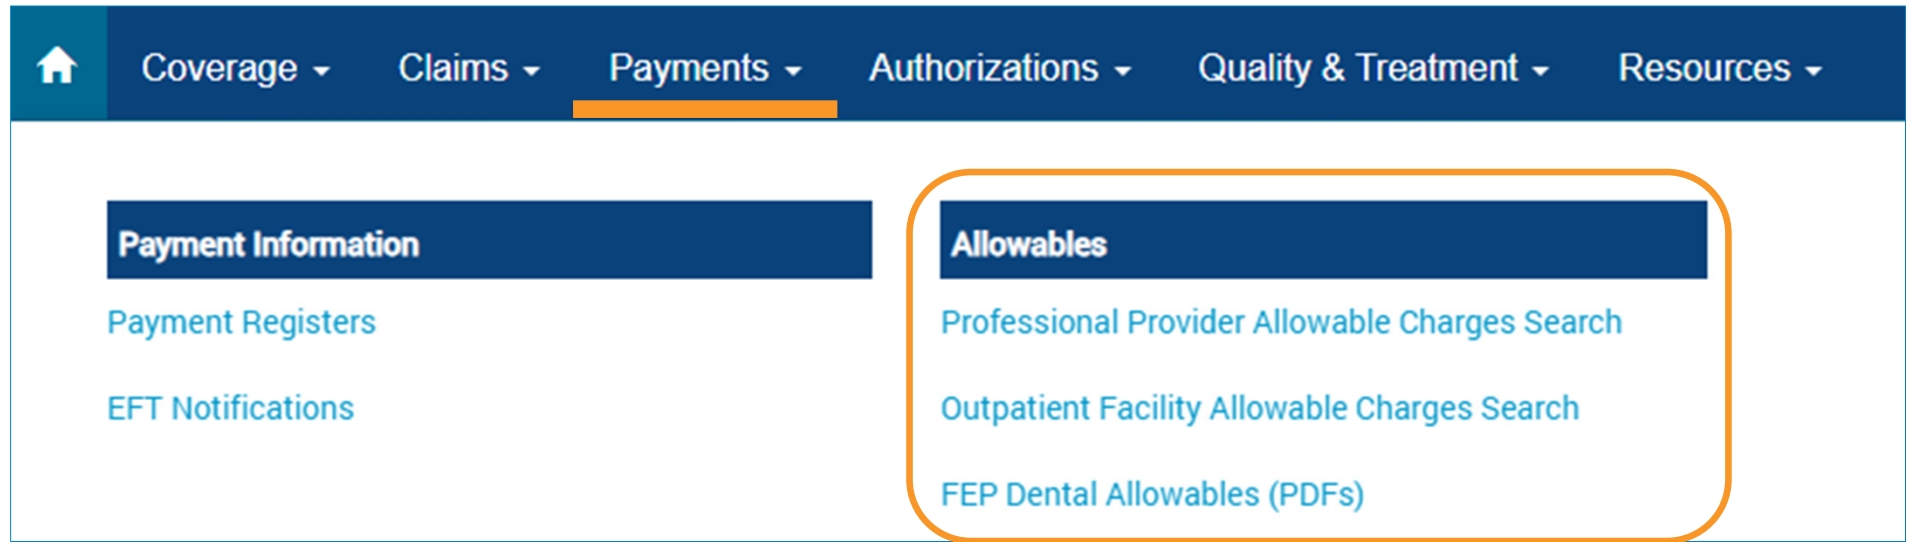 Coverage Claims Payments Authorizations Quality & Treatment Resources
Payment Information
Payment Registers
EFT Notifications
Allowables
Professional Provider Allowable Charges Search
Outpatient Facility Allowable Charges Search
FEP Dental Allowables (PDFs)